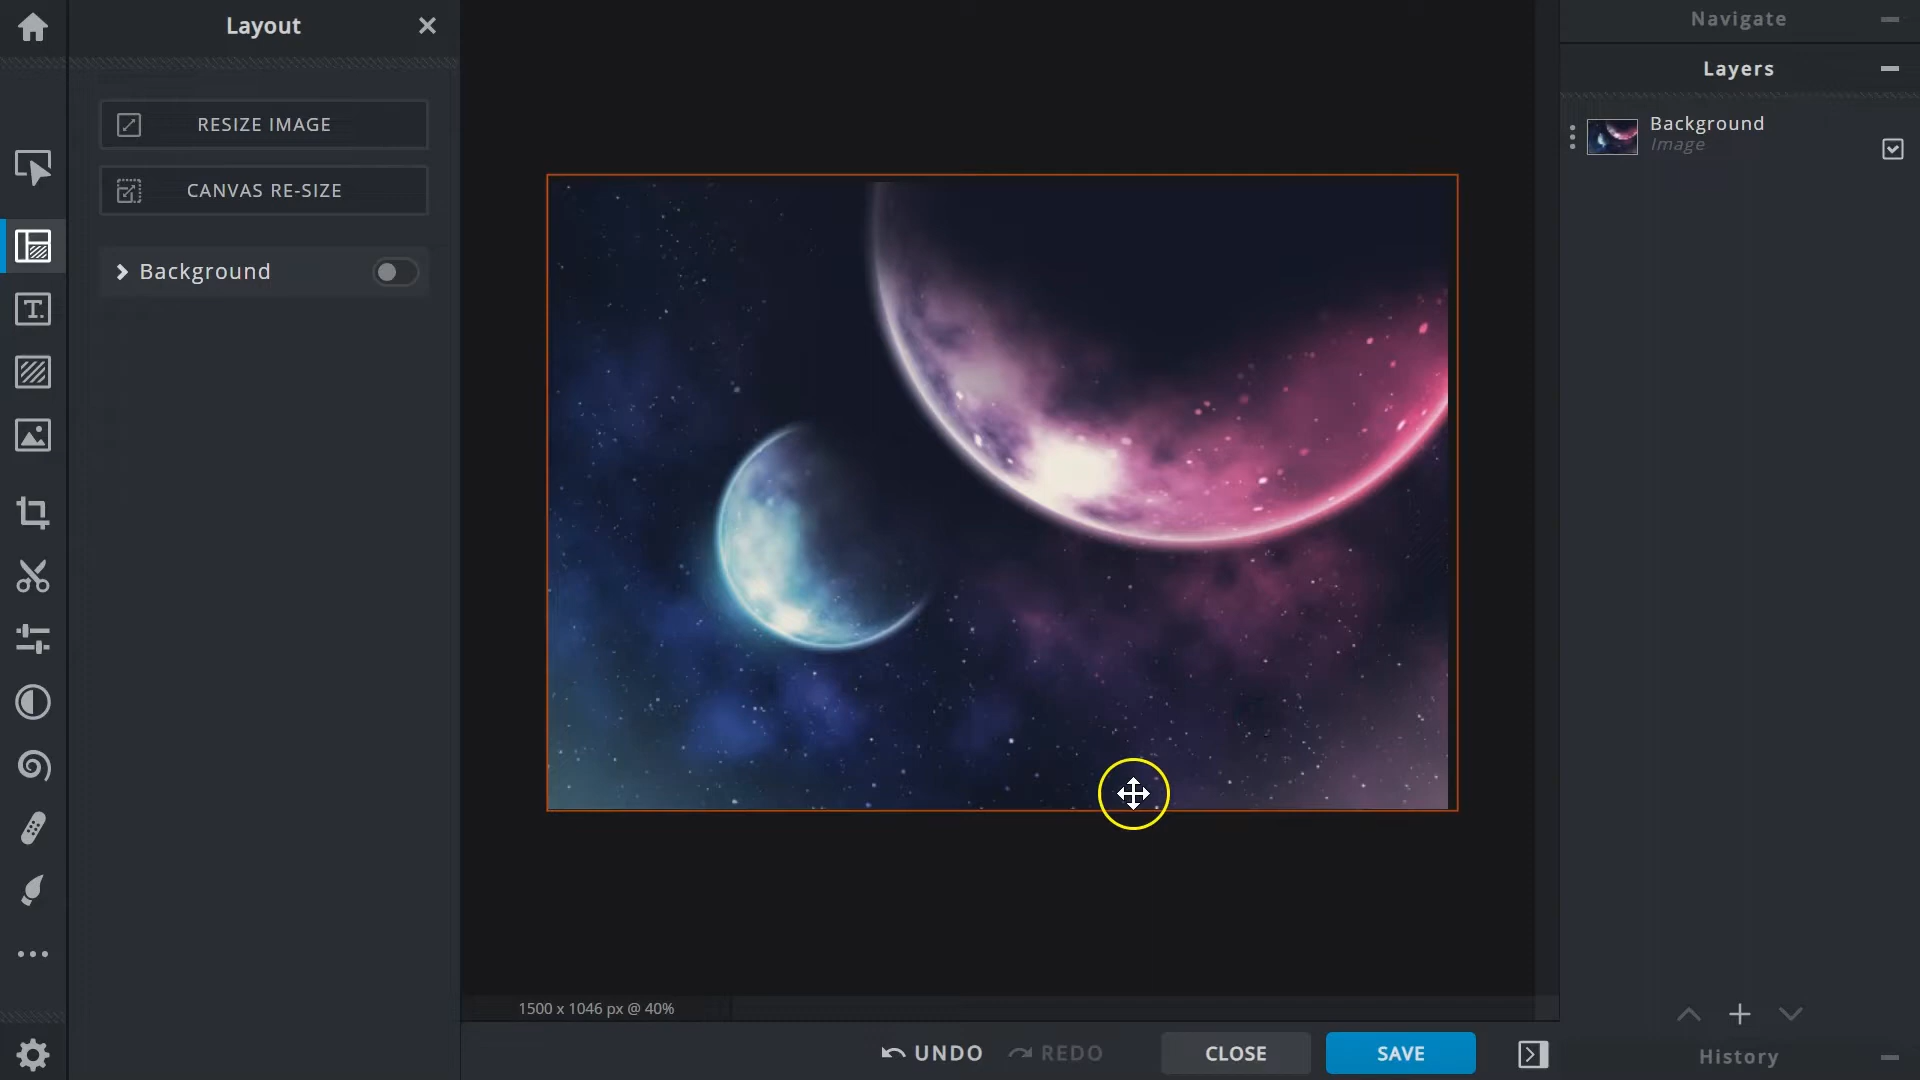 Layout
RESIZE IMAGE
CANVAS RE-SIZE
Background
T.
1500 x 1046 px @ 40%
UNDO
REDO
CLOSE
SAVE
Navigate
Layers
Background
Image
History